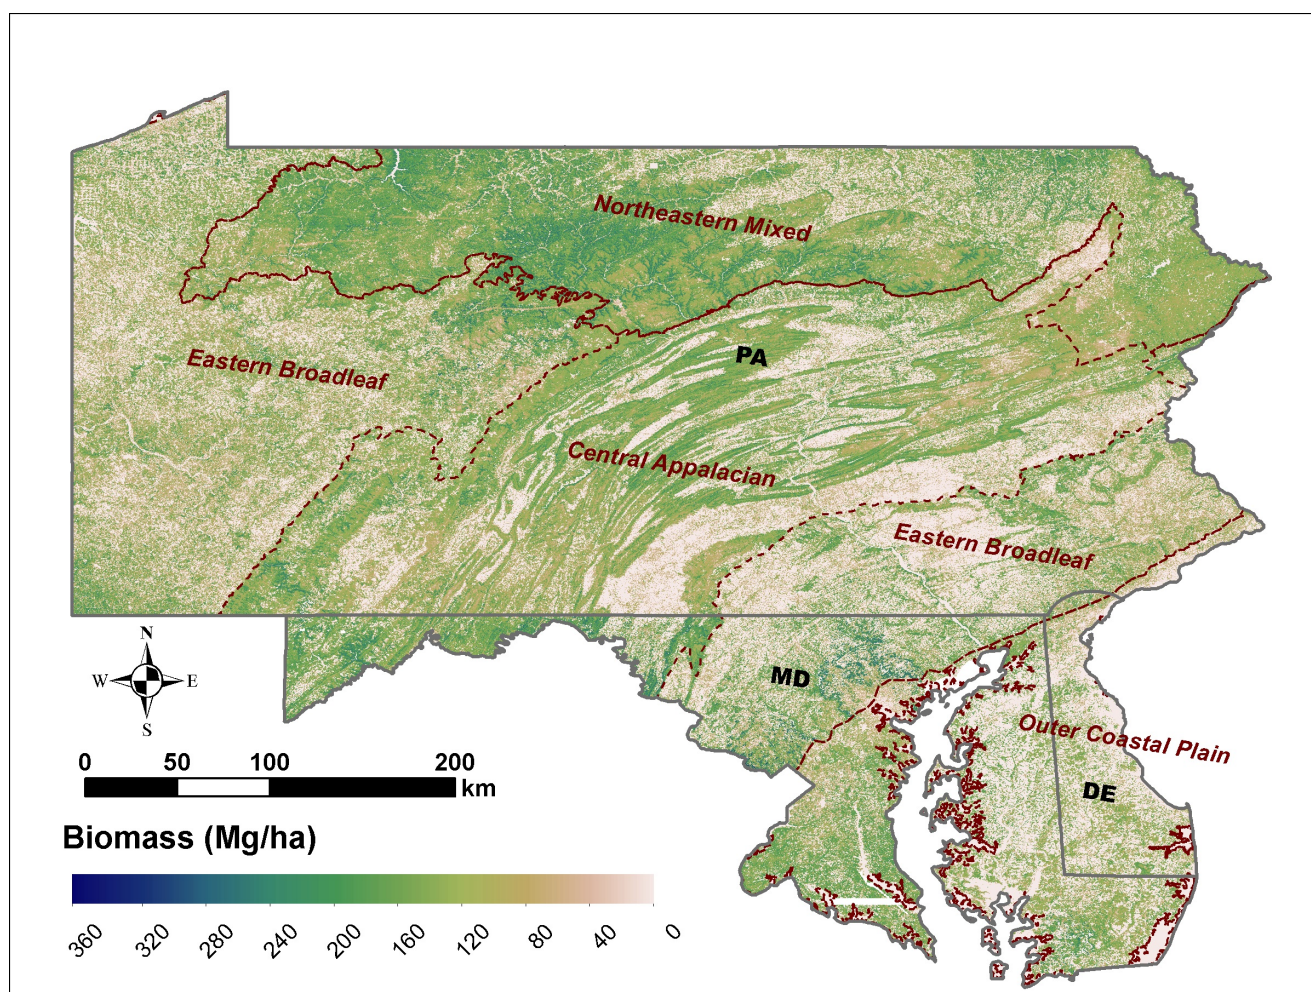 Northeastern Mixed
PA
Eastern Broadleaf
Central Appalacian
Eastern Broadleaf
N
W E
S
MD
Outer Coastal Plain
DE
0 50 100 200
km
Biomass (Mg/ha)
360 320 280 240 200 160 120 80 40 0